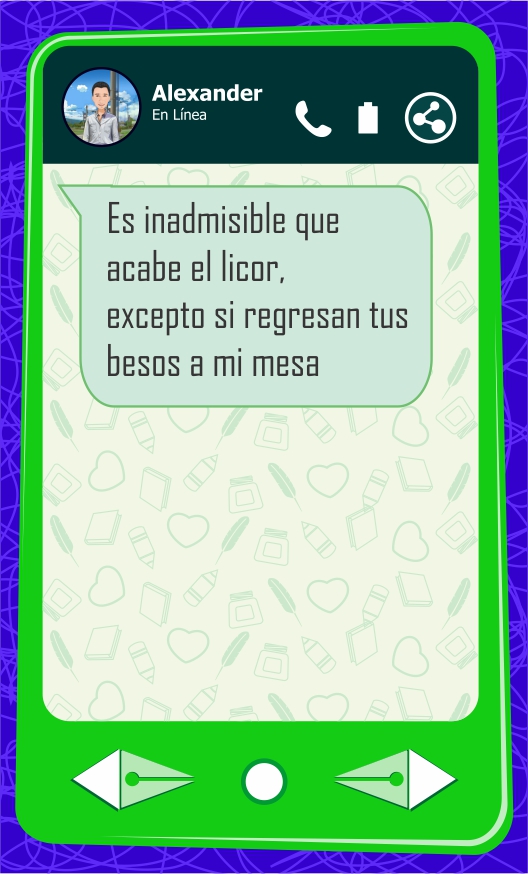 Alexander
En Línea
Es inadmisible que
acabe el licor,
excepto si regresan tus
besos a mi mesa